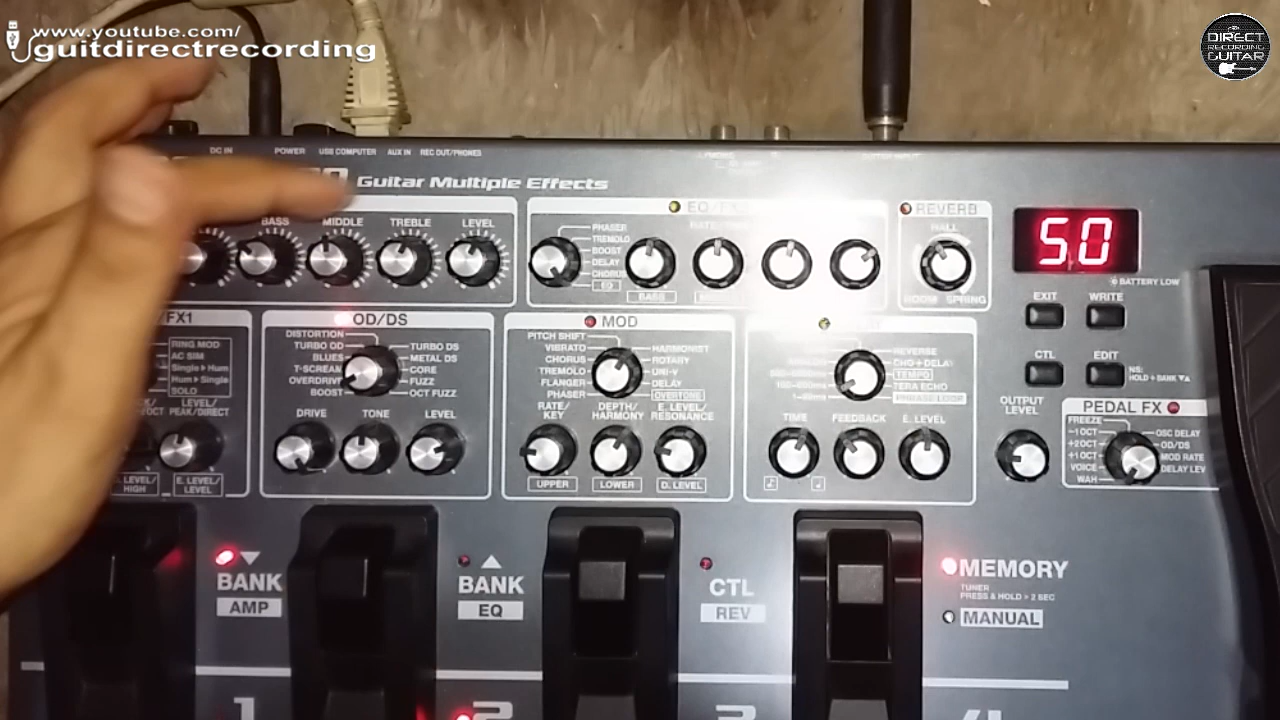 www.youtube.com/
guitdirectrecording
DIRECT
RECORDING
GUITAR
DC IN
POWER
USB COMPUTER
AUX IN
REC OUT/PHONES
Guitar Multiple Effects
BASS
MIDDLE
TREBLE
LEVEL
PHASER
TREMOLO
BOOST
DELAY
CHORUS
EQ
BASS
REVERB
HALL
ROOM
SPRING
50
BATTERY LOW
EXIT
WRITE
CTL
EDIT
NS:
HOLD + BANK ▼▲
/FX1
RING MOD
AC SIM
Single▸Hum
Hum▸Single
SOLO
LEVEL/
PEAK/DIRECT
E. LEVEL/
LEVEL
OD/DS
DISTORTION
TURBO OD
BLUES
T-SCREAM
OVERDRIVE
BOOST
TURBO DS
METAL DS
CORE
FUZZ
OCT FUZZ
DRIVE
TONE
LEVEL
MOD
PITCH SHIFT
VIBRATO
CHORUS
TREMOLO
FLANGER
PHASER
HARMONIST
ROTARY
UNI-V
DELAY
OVERTONE
RATE/
KEY
DEPTH/
HARMONY
E. LEVEL/
RESONANCE
UPPER
LOWER
D. LEVEL
REVERSE
CHO+DELAY
TEMPO
TERA ECHO
PHRASE LOOP
TIME
FEEDBACK
E. LEVEL
OUTPUT
LEVEL
PEDAL FX
FREEZE
-1 OCT
+2 OCT
+1 OCT
VOICE
WAH
OSC DELAY
OD/DS
MOD RATE
DELAY LEV
▼
BANK
AMP
▲
BANK
EQ
CTL
REV
MEMORY
TUNER
PRESS & HOLD > 2 SEC
MANUAL
1
2
3
4